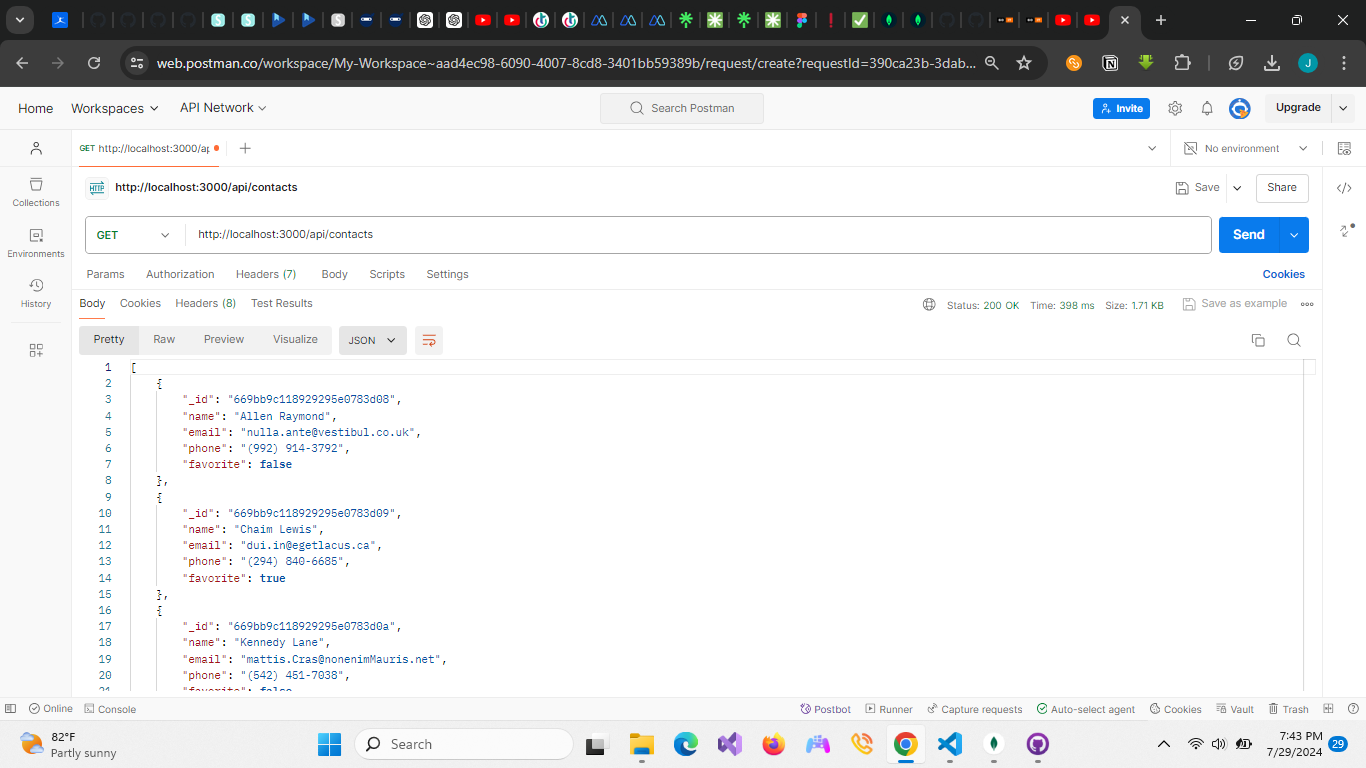 web.postman.co/workspace/My-Workspace~aad4ec98-6090-4007-8cd8-3401bb59389b/request/create?requestId=390ca23b-3dab...
J
Home Workspaces API Network Search Postman Invite Upgrade
GET http://localhost:3000/ap No environment
HTTP http://localhost:3000/api/contacts Save Share
Collections
GET http://localhost:3000/api/contacts Send
Environments
Params Authorization Headers (7) Body Scripts Settings Cookies
History
Body Cookies Headers (8) Test Results Status: 200 OK Time: 398 ms Size: 1.71 KB Save as example
Pretty Raw Preview Visualize JSON
1 [
2 {
3 "_id": "669bb9c118929295e0783d08",
4 "name": "Allen Raymond",
5 "email": "nulla.ante@vestibul.co.uk",
6 "phone": "(992) 914-3792",
7 "favorite": false
8 },
9 {
10 "_id": "669bb9c118929295e0783d09",
11 "name": "Chaim Lewis",
12 "email": "dui.in@egetlacus.ca",
13 "phone": "(294) 840-6685",
14 "favorite": true
15 },
16 {
17 "_id": "669bb9c118929295e0783d0a",
18 "name": "Kennedy Lane",
19 "email": "mattis.Cras@nonenimMauris.net",
20 "phone": "(542) 451-7038",
21 "favorite": false
Online Console Postbot Runner Capture requests Auto-select agent Cookies Vault Trash
82°F
Partly sunny
Search
7:43 PM
7/29/2024
29